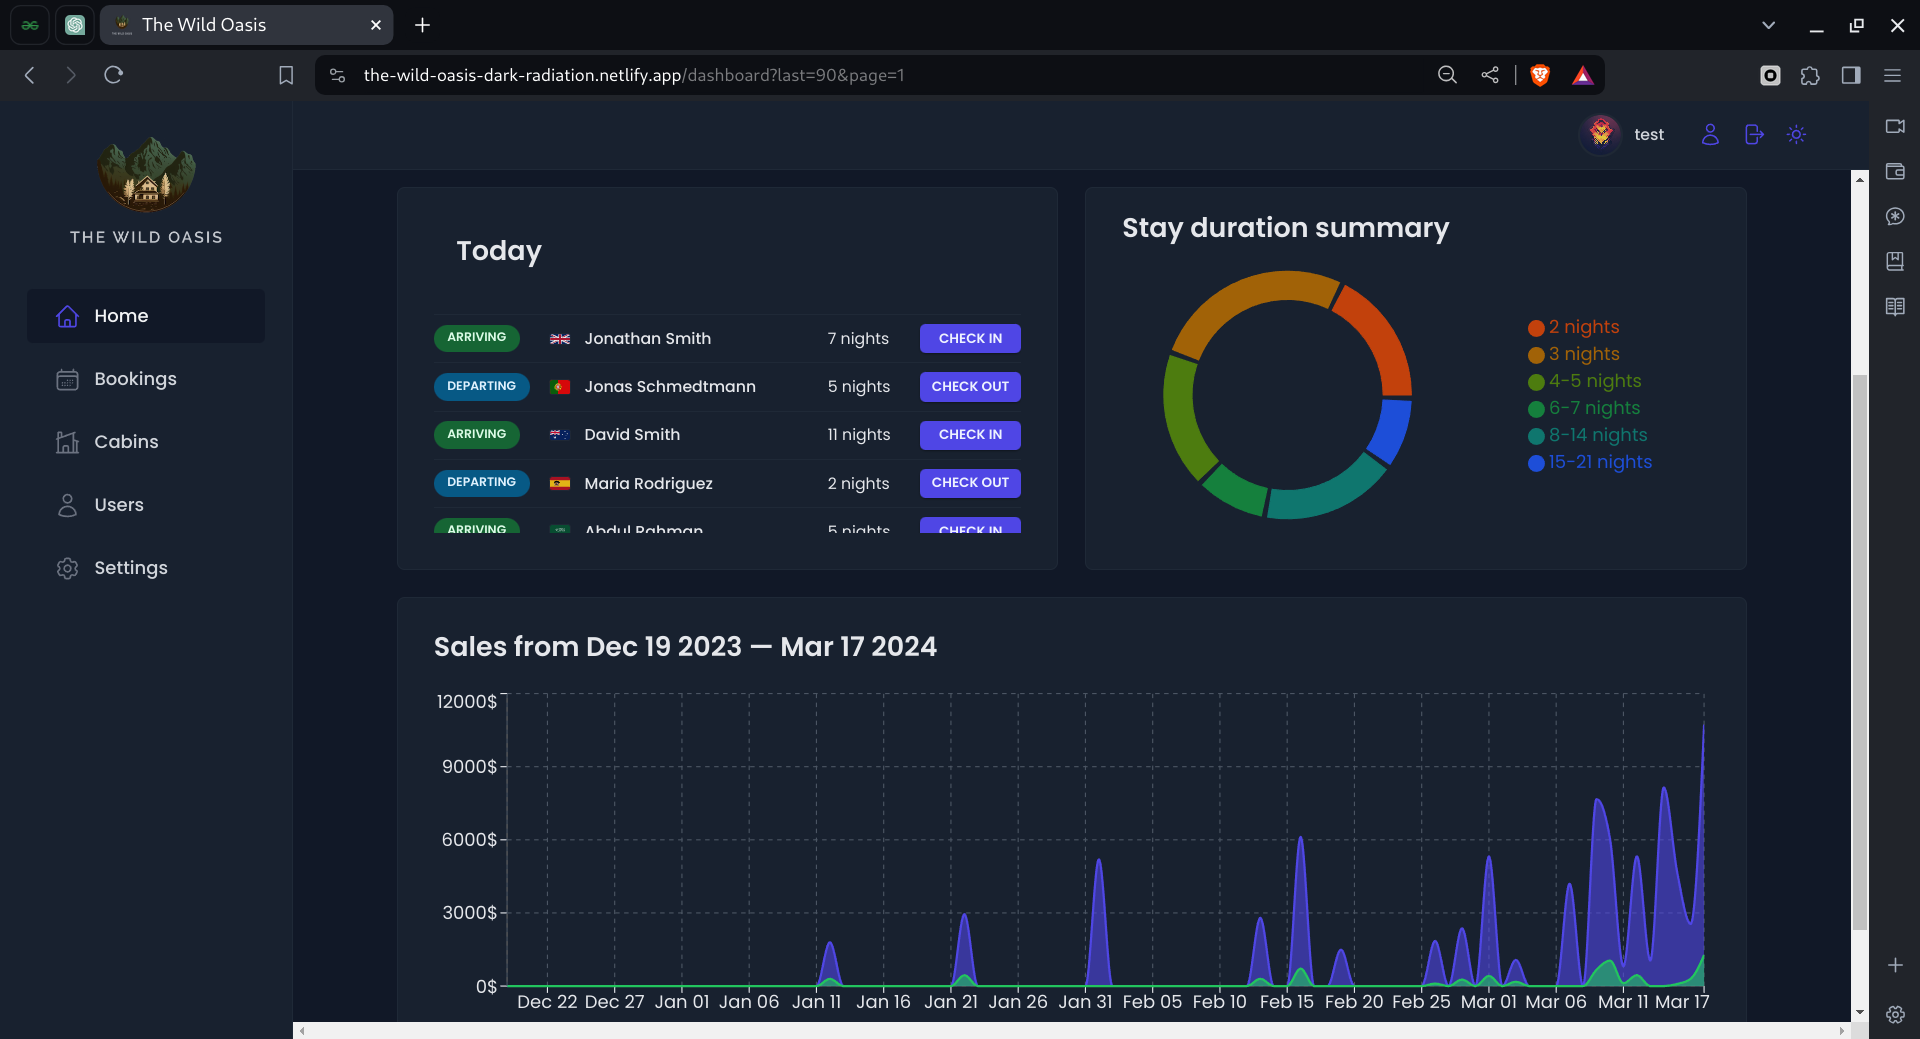 The Wild Oasis
the-wild-oasis-dark-radiation.netlify.app/dashboard?last=90&page=1
test
THE WILD OASIS
Home
Bookings
Cabins
Users
Settings
Today
ARRIVING Jonathan Smith 7 nights CHECK IN
DEPARTING Jonas Schmedtmann 5 nights CHECK OUT
ARRIVING David Smith 11 nights CHECK IN
DEPARTING Maria Rodriguez 2 nights CHECK OUT
ARRIVING Abdul Rahman 5 nights CHECK IN
Stay duration summary
2 nights
3 nights
4-5 nights
6-7 nights
8-14 nights
15-21 nights
Sales from Dec 19 2023 — Mar 17 2024
12000$
9000$
6000$
3000$
0$
Dec 22 Dec 27 Jan 01 Jan 06 Jan 11 Jan 16 Jan 21 Jan 26 Jan 31 Feb 05 Feb 10 Feb 15 Feb 20 Feb 25 Mar 01 Mar 06 Mar 11 Mar 17